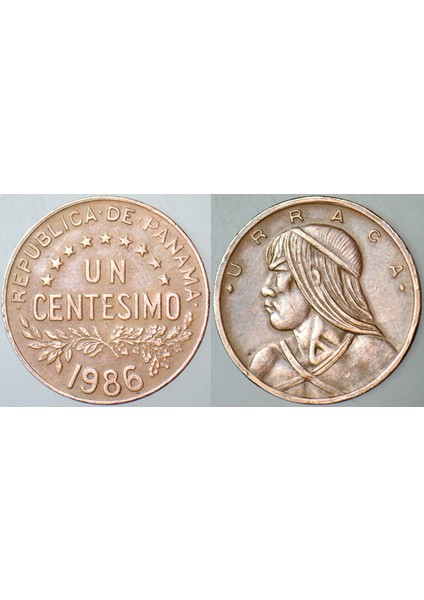 ·REPUBLICA·DE·PANAMA·
UN
CENTESIMO
1986
·URRACA·